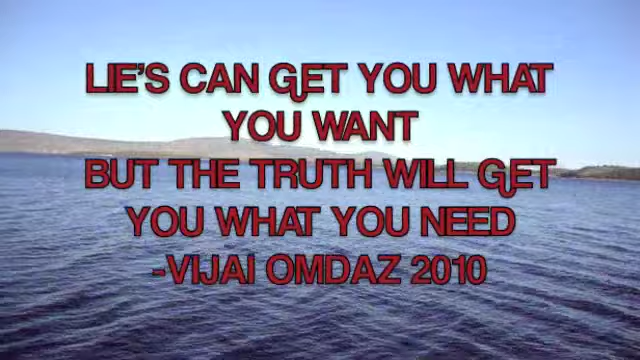 LIE'S CAN GET YOU WHAT
YOU WANT
BUT THE TRUTH WILL GET
YOU WHAT YOU NEED
-VIJAI OMDAZ 2010